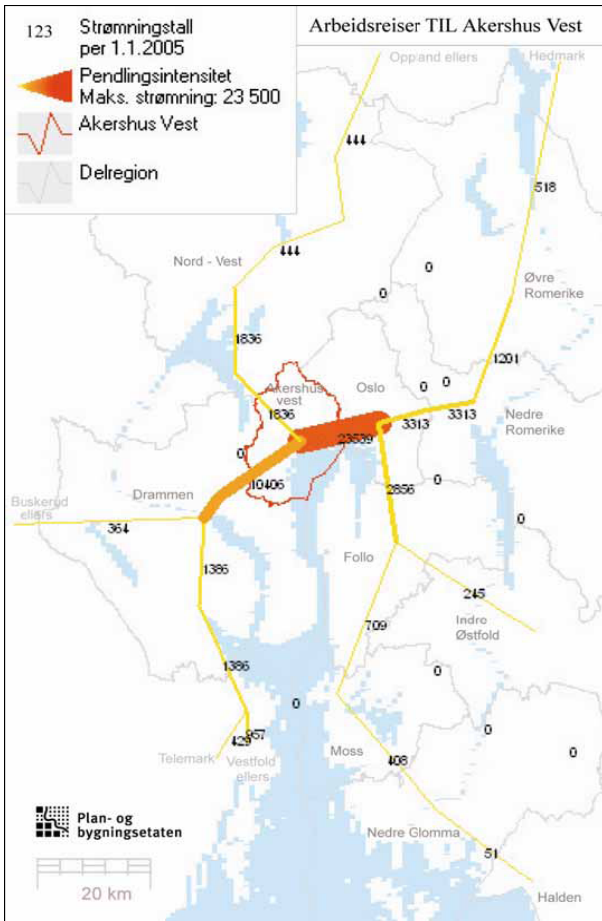 Arbeidsreiser TIL Akershus Vest
123 Strømningstall
per 1.1.2005
Pendlingsintensitet
Maks. strømning: 23 500
Akershus Vest
Delregion
Oppland ellers
Hedmark
444
518
Nord - Vest
444
0
0
Øvre
Romerike
1836
1201
Akershus
vest
Oslo
0
0
1836
3313
3313
Nedre
Romerike
23539
0
10406
2856
0
Drammen
Buskerud
ellers
364
0
Follo
1386
245
709
Indre
Østfold
1386
0
0
0
0
957
429
Telemark
Vestfold
ellers
Moss
408
Plan- og
bygningsetaten
Nedre Glomma
51
20 km
Halden